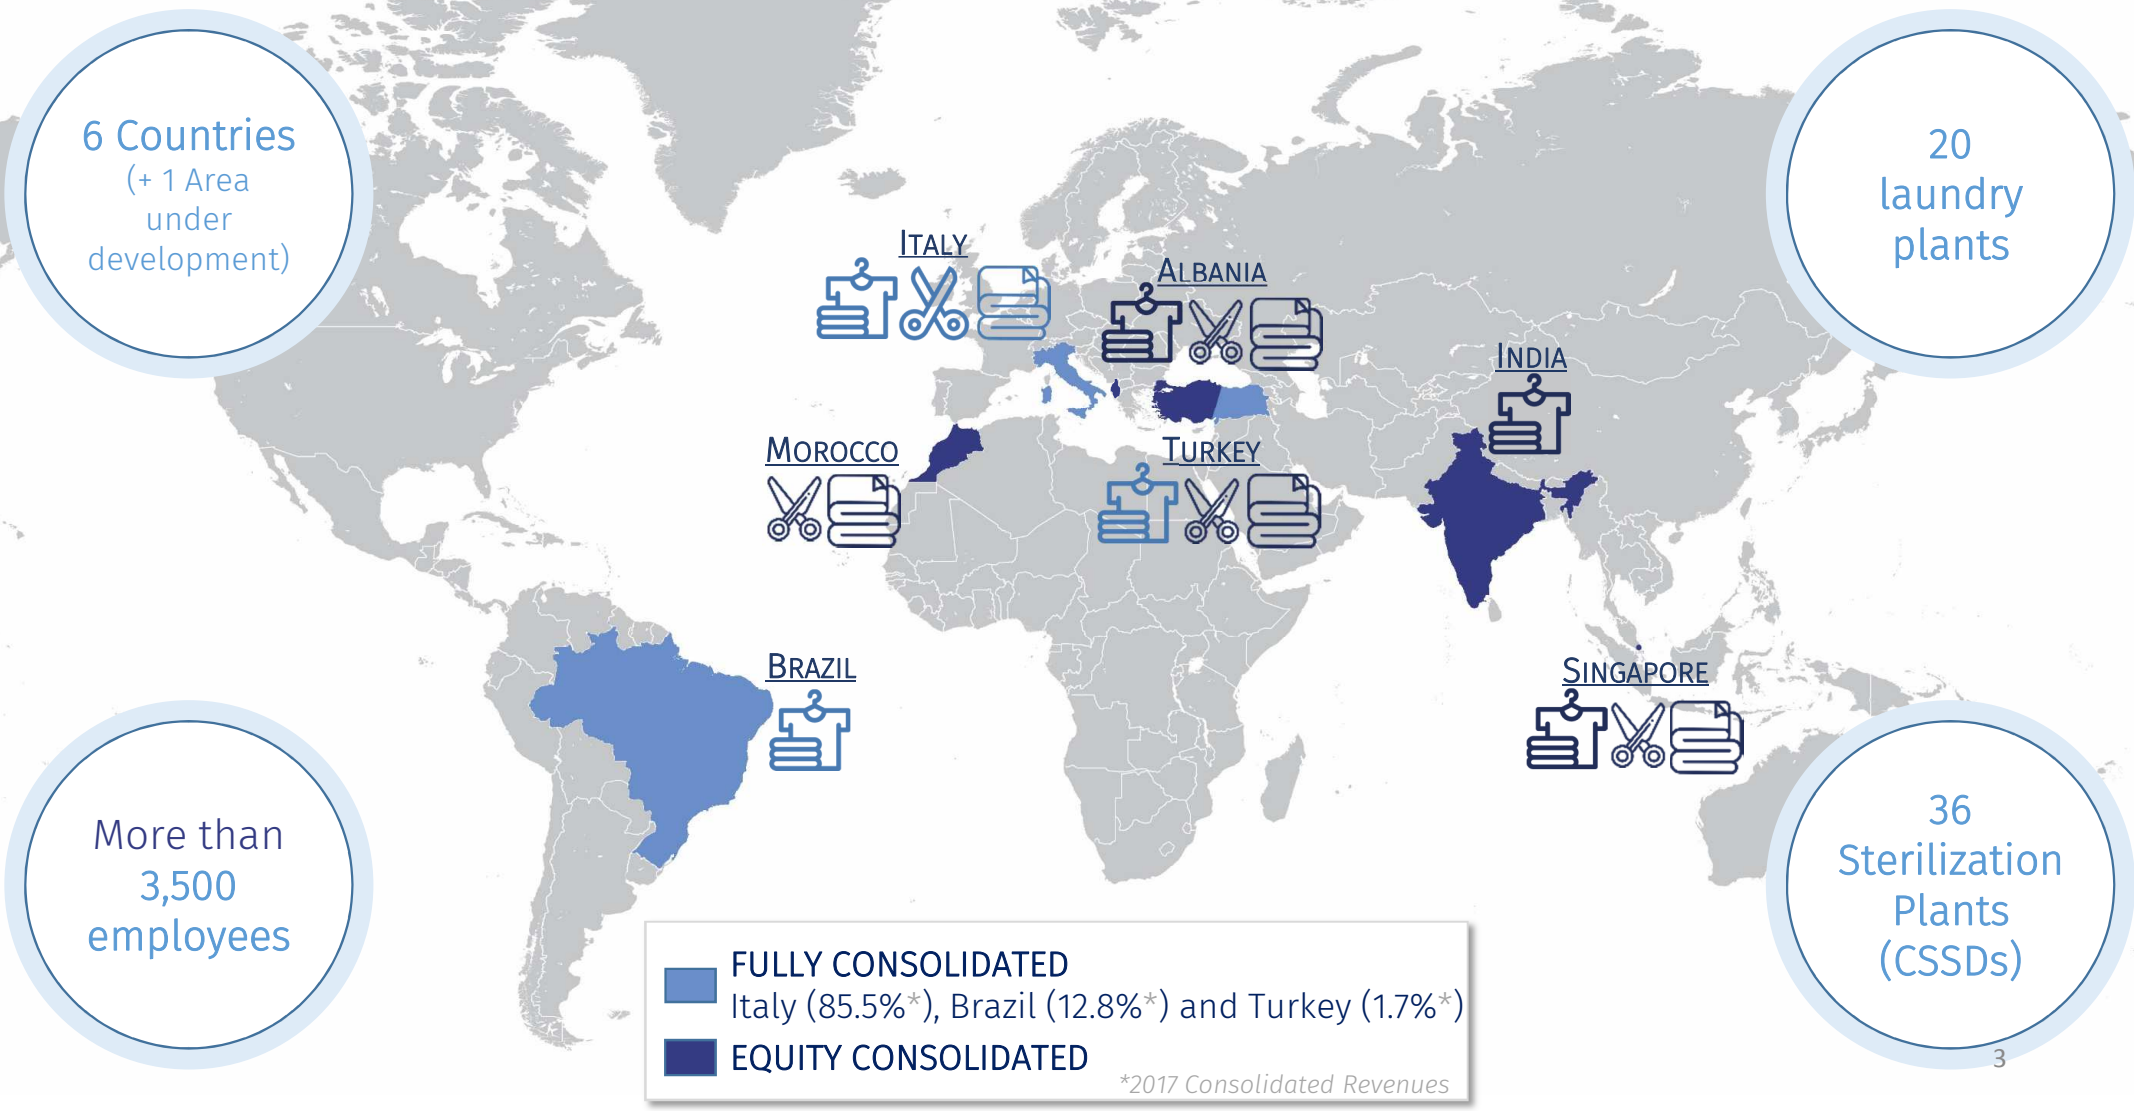 6 Countries
(+ 1 Area
under
development)
20
laundry
plants
ITALY
ALBANIA
INDIA
MOROCCO
TURKEY
BRAZIL
SINGAPORE
More than
3,500
employees
36
Sterilization
Plants
(CSSDs)
FULLY CONSOLIDATED
Italy (85.5%*), Brazil (12.8%*) and Turkey (1.7%*)
EQUITY CONSOLIDATED
*2017 Consolidated Revenues
3